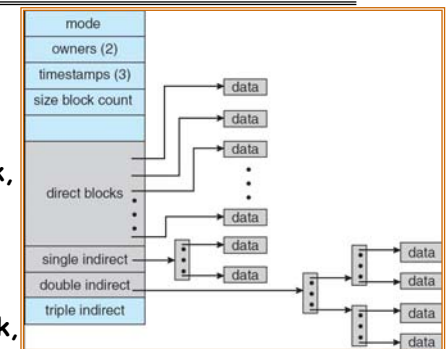 mode
owners (2)
timestamps (3)
size block count
data
data
data
k,
direct blocks
data
single indirect
data
data
double indirect
data
data
triple indirect
data
k,
data